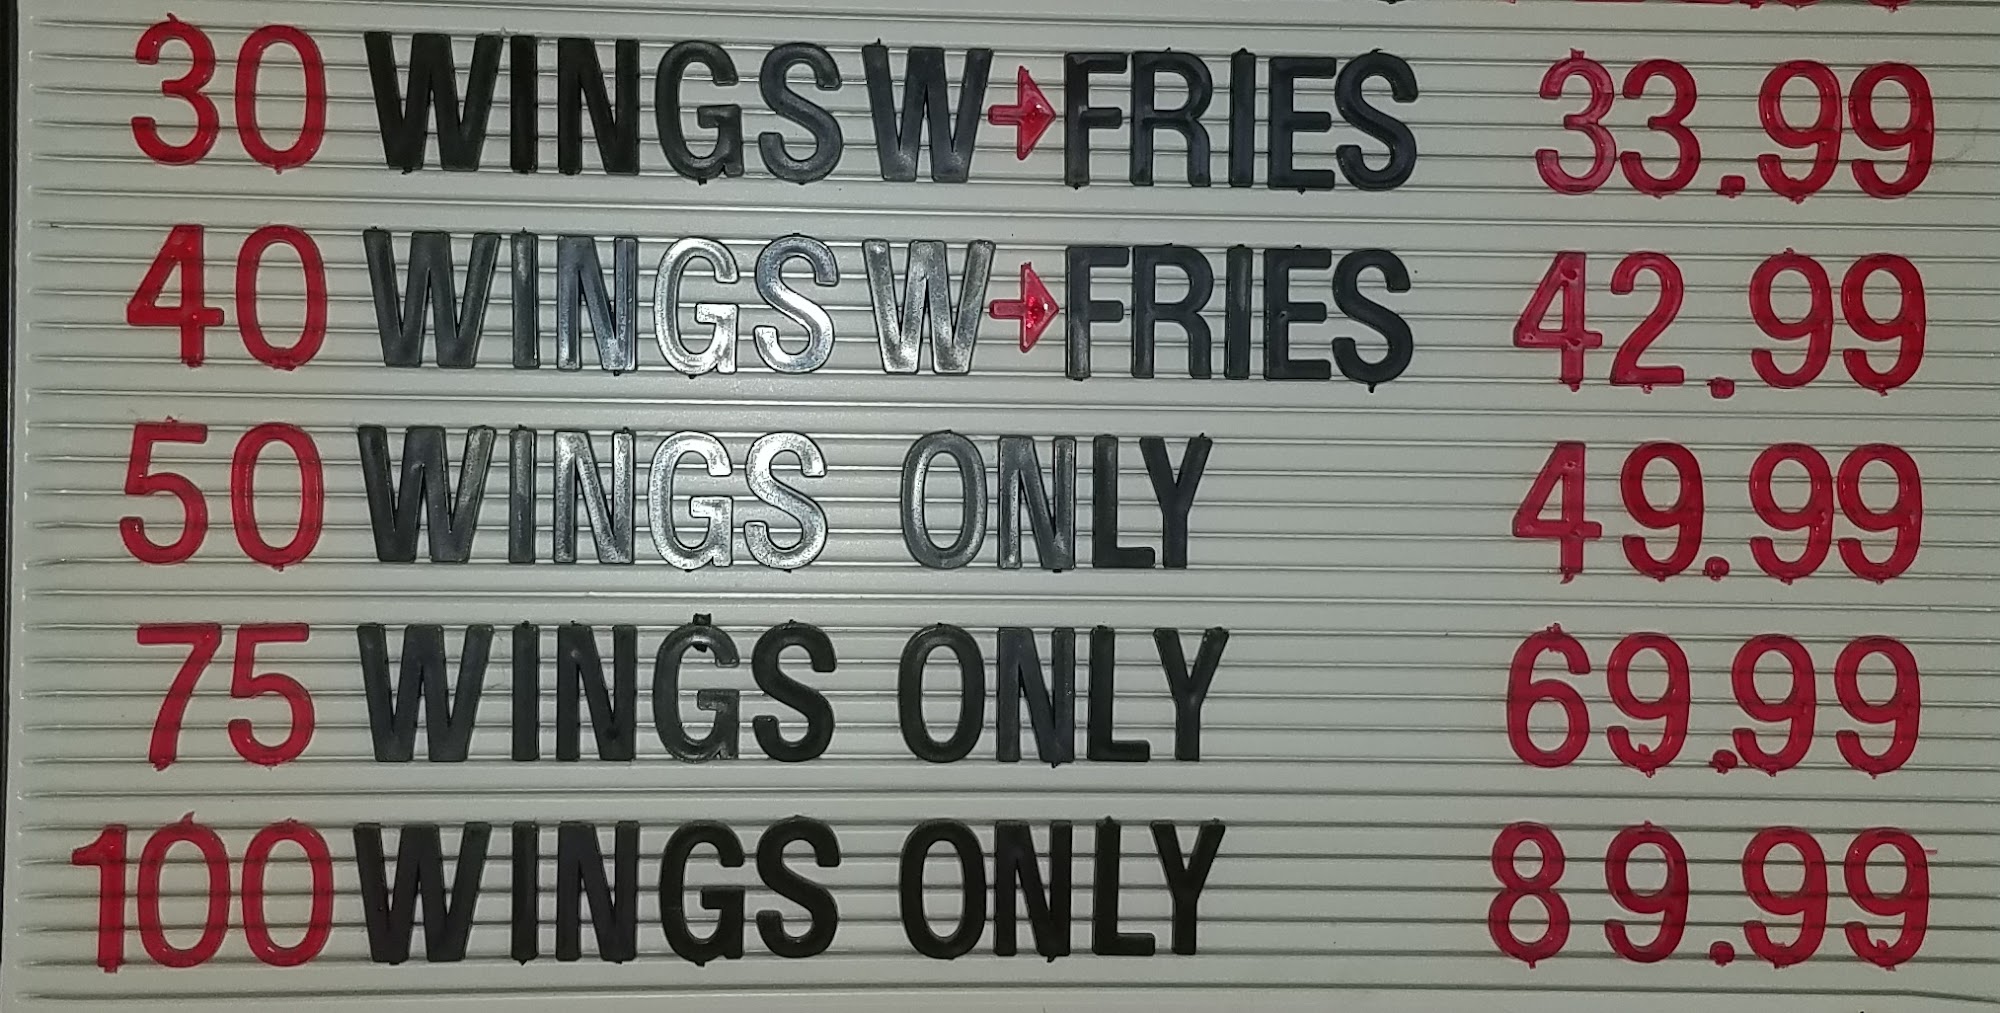 30 WINGS W→FRIES 33.99
40 WINGS W→FRIES 42.99
50 WINGS ONLY 49.99
75 WINGS ONLY 69.99
100 WINGS ONLY 89.99